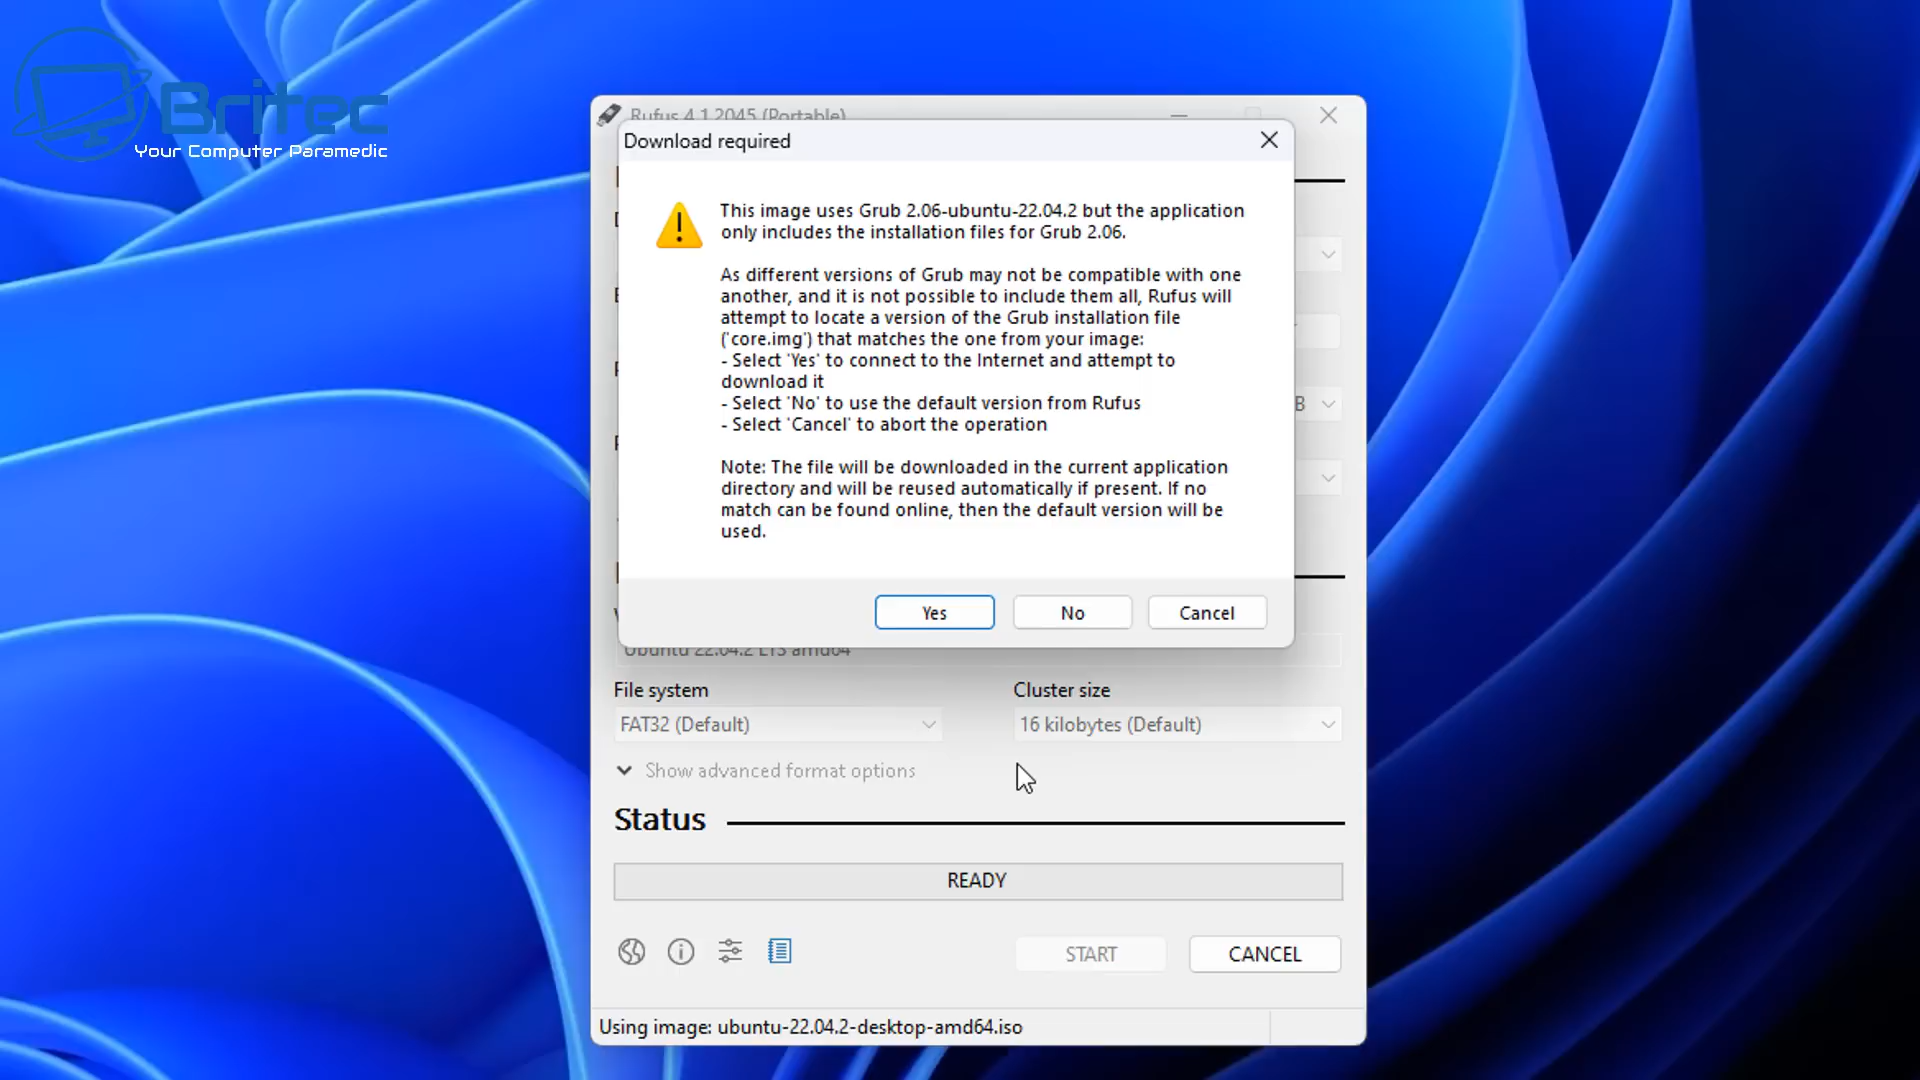 Britec
Your Computer Paramedic
Rufus 4.1.2045 (Portable)
Download required
This image uses Grub 2.06-ubuntu-22.04.2 but the application
only includes the installation files for Grub 2.06.
As different versions of Grub may not be compatible with one
another, and it is not possible to include them all, Rufus will
attempt to locate a version of the Grub installation file
('core.img') that matches the one from your image:
- Select 'Yes' to connect to the Internet and attempt to
download it
- Select 'No' to use the default version from Rufus
- Select 'Cancel' to abort the operation
Note: The file will be downloaded in the current application
directory and will be reused automatically if present. If no
match can be found online, then the default version will be
used.
B
Yes No Cancel
Ubuntu 22.04.2 LTS amd64
File system Cluster size
FAT32 (Default) 16 kilobytes (Default)
Show advanced format options
Status
READY
START CANCEL
Using image: ubuntu-22.04.2-desktop-amd64.iso